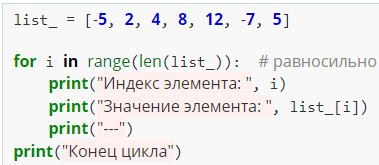 list_ = [-5, 2, 4, 8, 12, -7, 5]
for i in range(len(list_)):  # равносильно
    print("Индекс элемента: ", i)
    print("Значение элемента: ", list_[i])
    print("---")
print("Конец цикла")